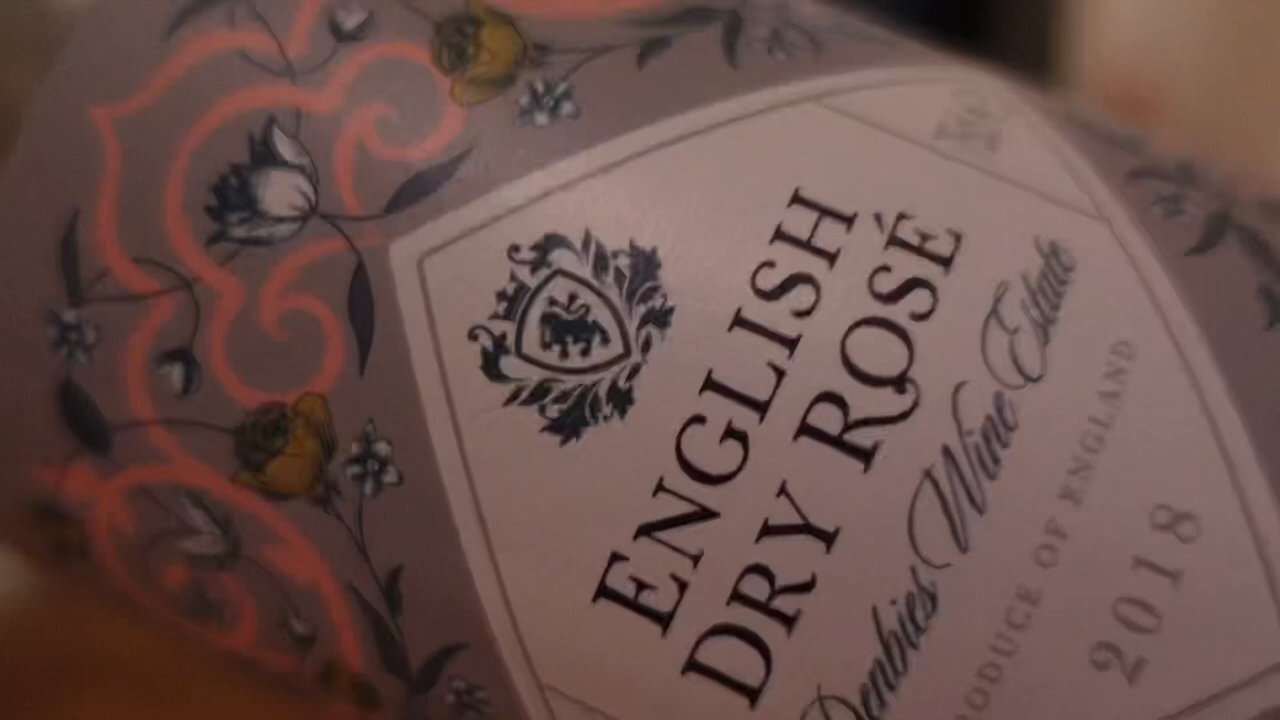 ENGLISH
DRY ROSÉ
Denbies Wine Estate
PRODUCE OF ENGLAND
2018